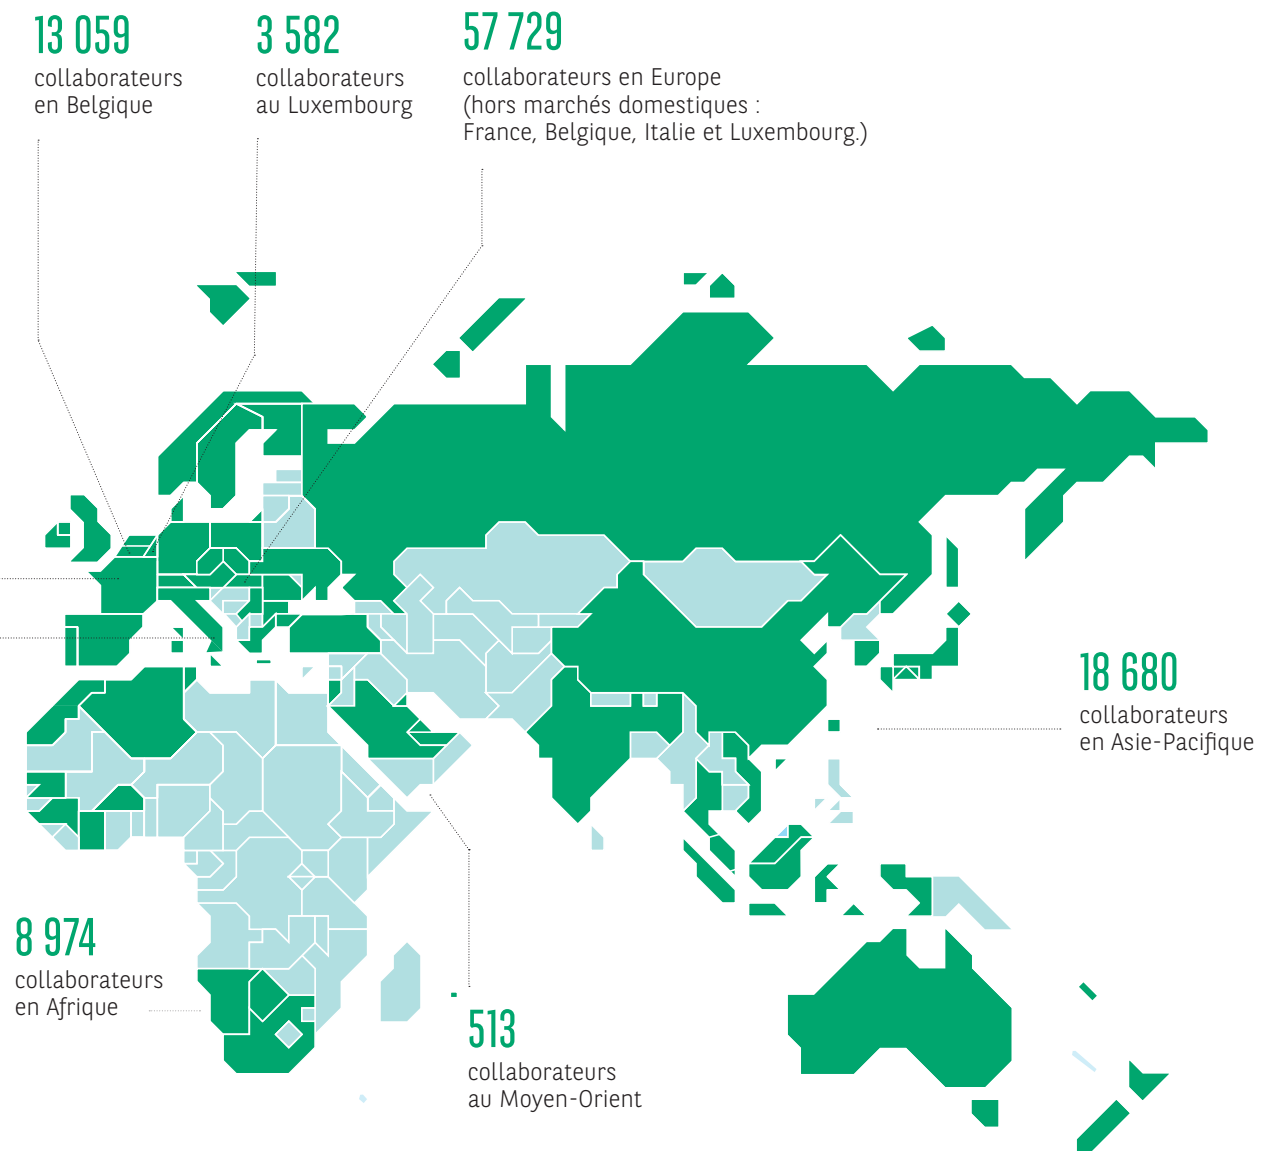 13 059
collaborateurs
en Belgique
3 582
collaborateurs
au Luxembourg
57 729
collaborateurs en Europe
(hors marchés domestiques :
France, Belgique, Italie et Luxembourg.)
18 680
collaborateurs
en Asie-Pacifique
8 974
collaborateurs
en Afrique
513
collaborateurs
au Moyen-Orient